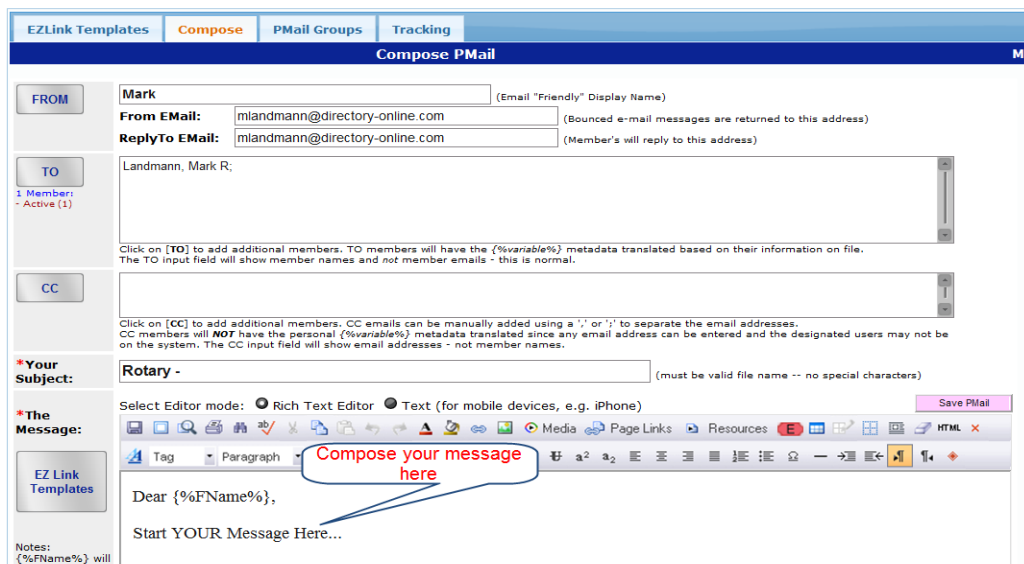 EZLink Templates Compose PMail Groups Tracking
Compose PMail M
FROM
Mark (Email "Friendly" Display Name)
From EMail: mlandmann@directory-online.com (Bounced e-mail messages are returned to this address)
ReplyTo EMail: mlandmann@directory-online.com (Member's will reply to this address)
TO
1 Member:
- Active (1)
Landmann, Mark R;
Click on [TO] to add additional members. TO members will have the {%variable%} metadata translated based on their information on file.
The TO input field will show member names and not member emails - this is normal.
CC
Click on [CC] to add additional members. CC emails can be manually added using a ',' or ';' to separate the email addresses.
CC members will NOT have the personal {%variable%} metadata translated since any email address can be entered and the designated users may not be
on the system. The CC input field will show email addresses - not member names.
*Your
Subject:
Rotary - (must be valid file name -- no special characters)
Select Editor mode: Rich Text Editor Text (for mobile devices, e.g. iPhone) Save PMail
*The
Message:
Media Page Links Resources E HTML
Tag Paragraph
Compose your message
here
EZ Link
Templates
Dear {%FName%},
Start YOUR Message Here...
Notes:
{%FName%} will